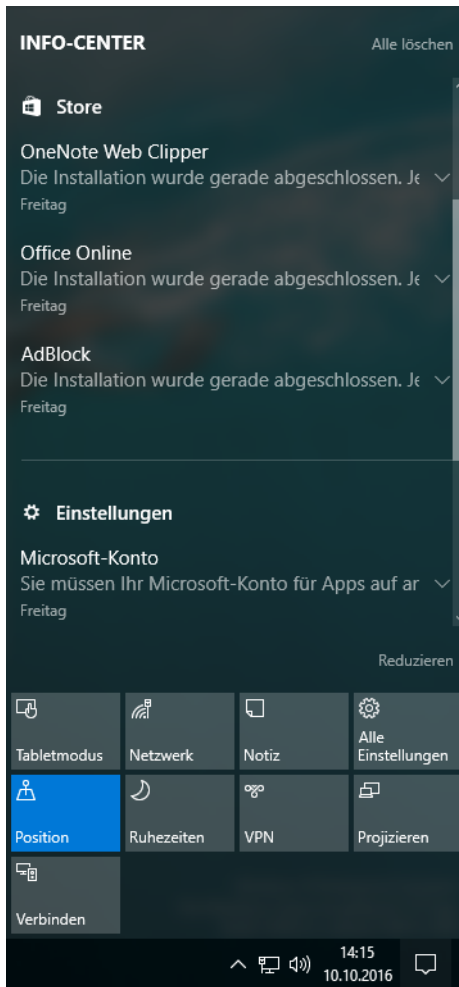 INFO-CENTER Alle löschen
Store
OneNote Web Clipper
Die Installation wurde gerade abgeschlossen. Je
Freitag
Office Online
Die Installation wurde gerade abgeschlossen. Je
Freitag
AdBlock
Die Installation wurde gerade abgeschlossen. Je
Freitag
Einstellungen
Microsoft-Konto
Sie müssen Ihr Microsoft-Konto für Apps auf ar
Freitag
Reduzieren
Tabletmodus Netzwerk Notiz Alle Einstellungen
Position Ruhezeiten VPN Projizieren
Verbinden
14:15
10.10.2016